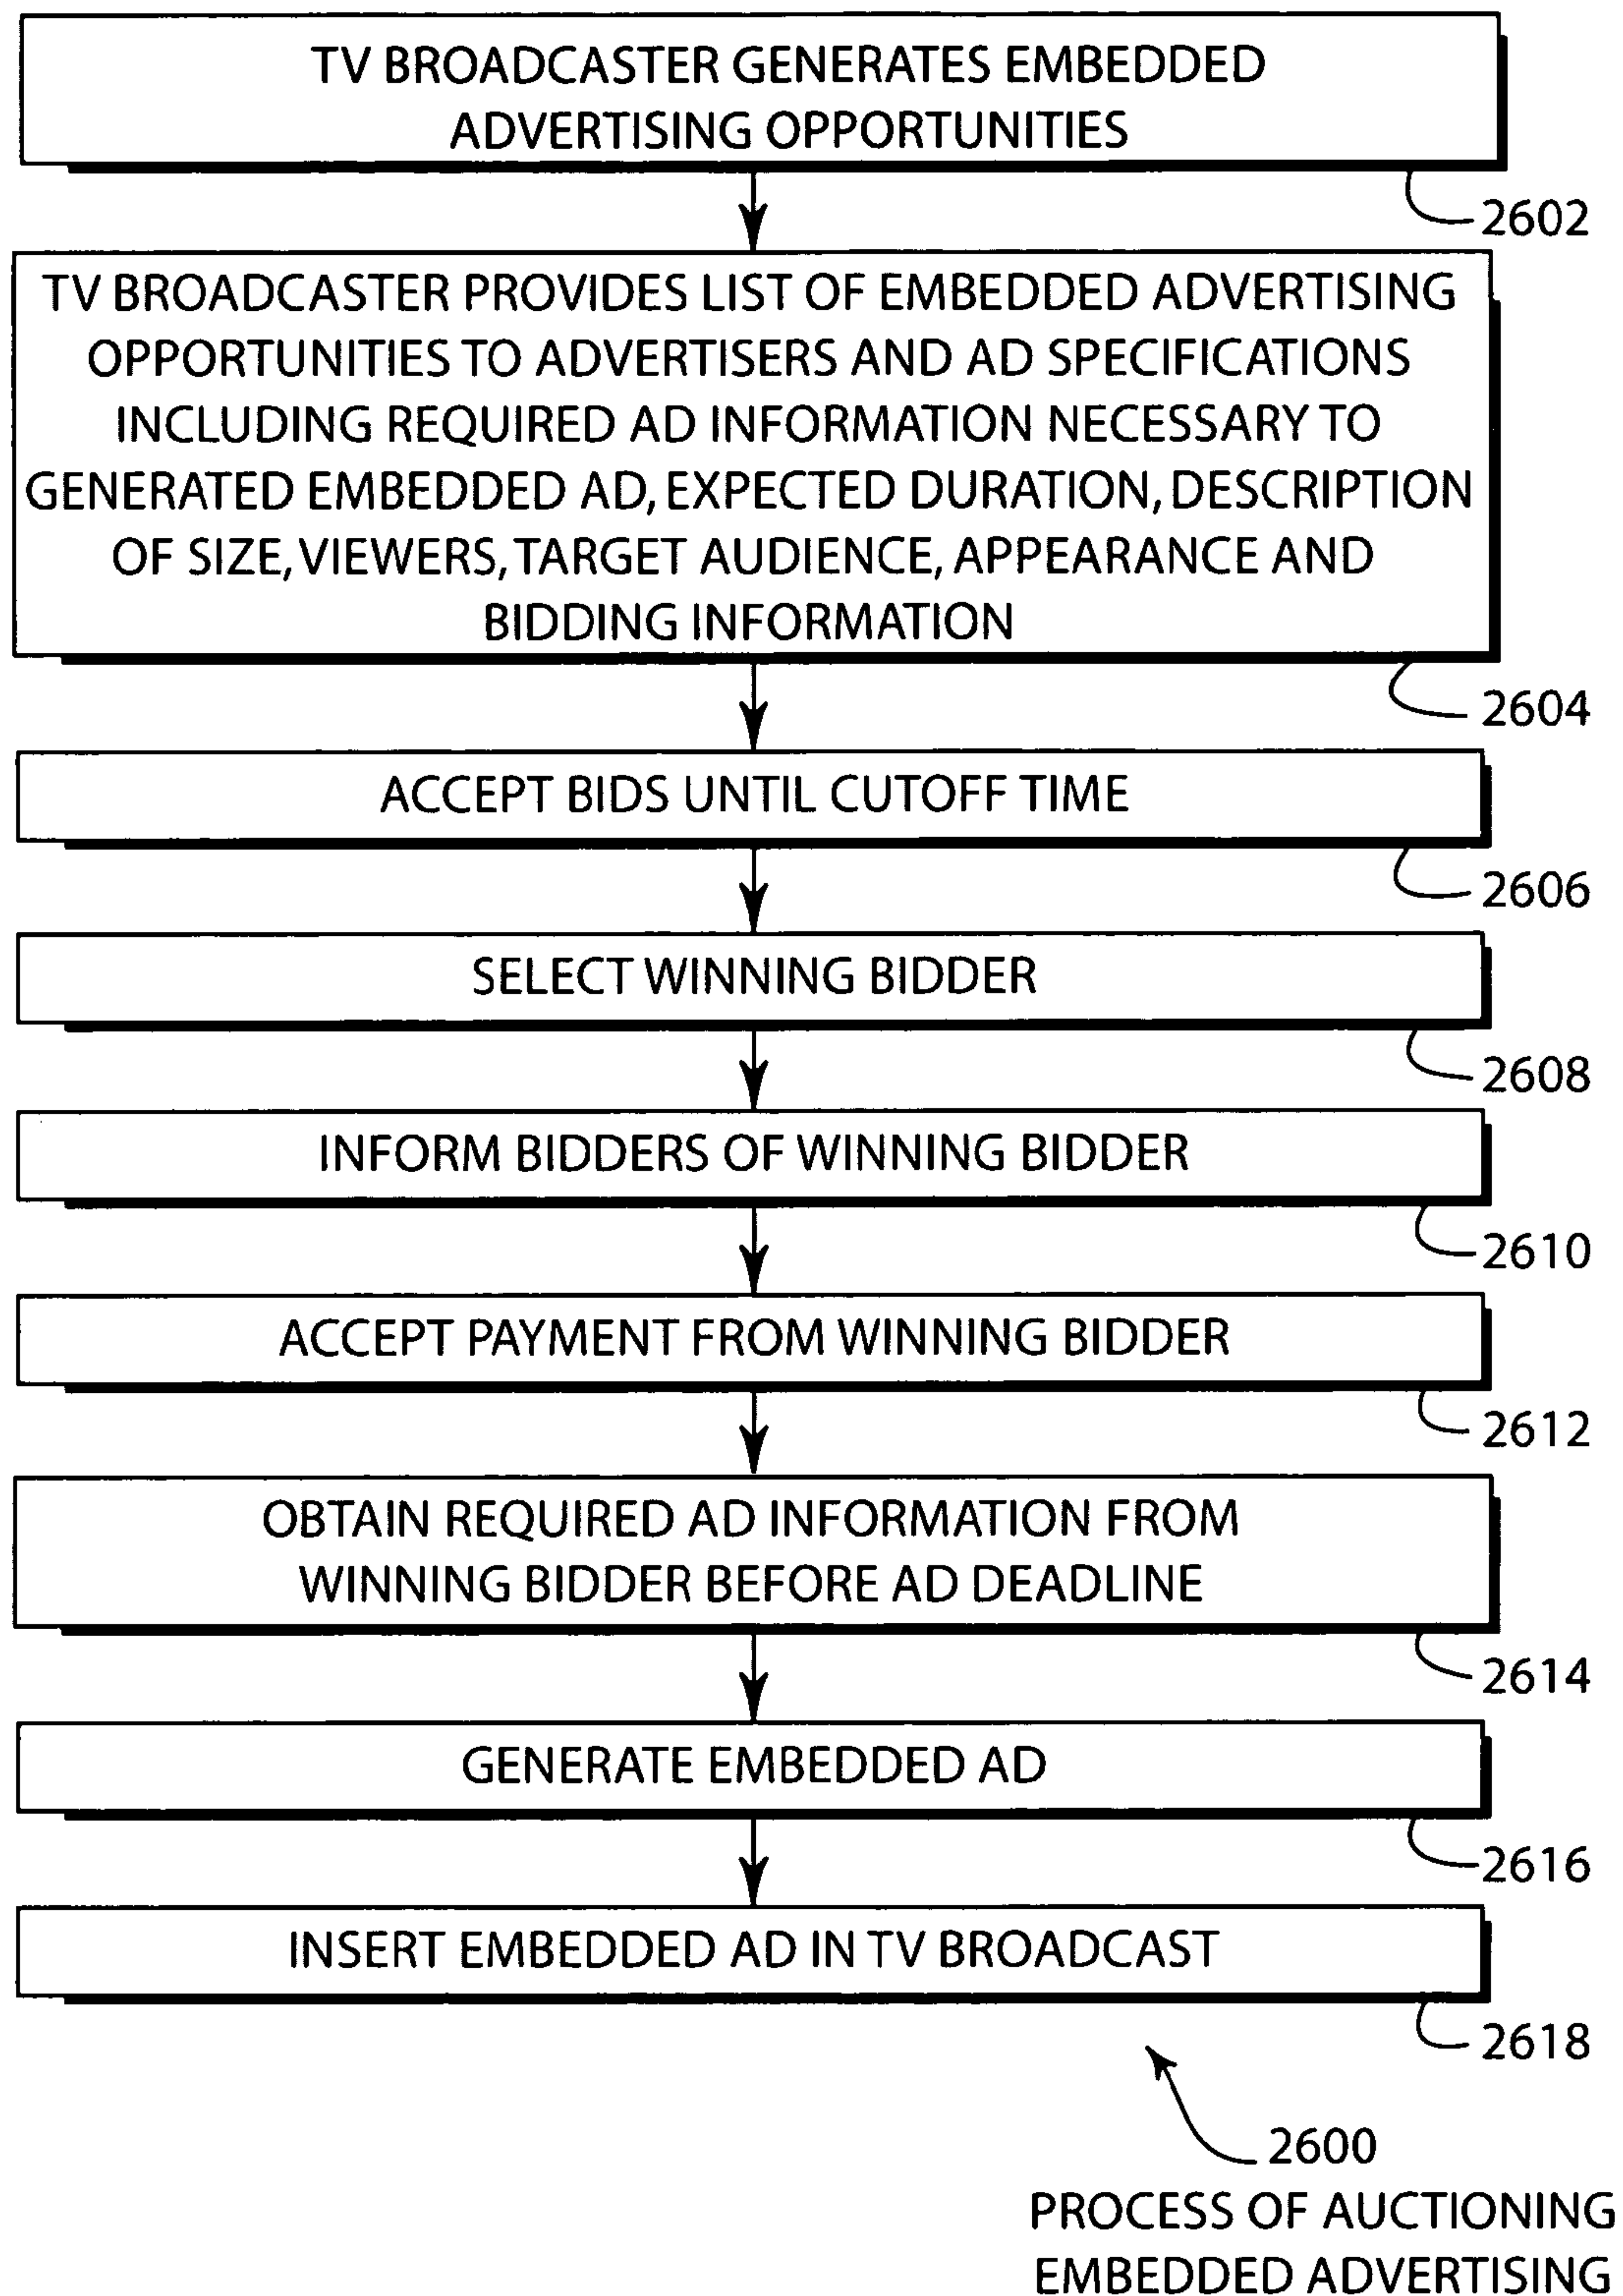 TV BROADCASTER GENERATES EMBEDDED
ADVERTISING OPPORTUNITIES
2602
TV BROADCASTER PROVIDES LIST OF EMBEDDED ADVERTISING
OPPORTUNITIES TO ADVERTISERS AND AD SPECIFICATIONS
INCLUDING REQUIRED AD INFORMATION NECESSARY TO
GENERATED EMBEDDED AD, EXPECTED DURATION, DESCRIPTION
OF SIZE, VIEWERS, TARGET AUDIENCE, APPEARANCE AND
BIDDING INFORMATION
2604
ACCEPT BIDS UNTIL CUTOFF TIME
2606
SELECT WINNING BIDDER
2608
INFORM BIDDERS OF WINNING BIDDER
2610
ACCEPT PAYMENT FROM WINNING BIDDER
2612
OBTAIN REQUIRED AD INFORMATION FROM
WINNING BIDDER BEFORE AD DEADLINE
2614
GENERATE EMBEDDED AD
2616
INSERT EMBEDDED AD IN TV BROADCAST
2618
2600
PROCESS OF AUCTIONING
EMBEDDED ADVERTISING